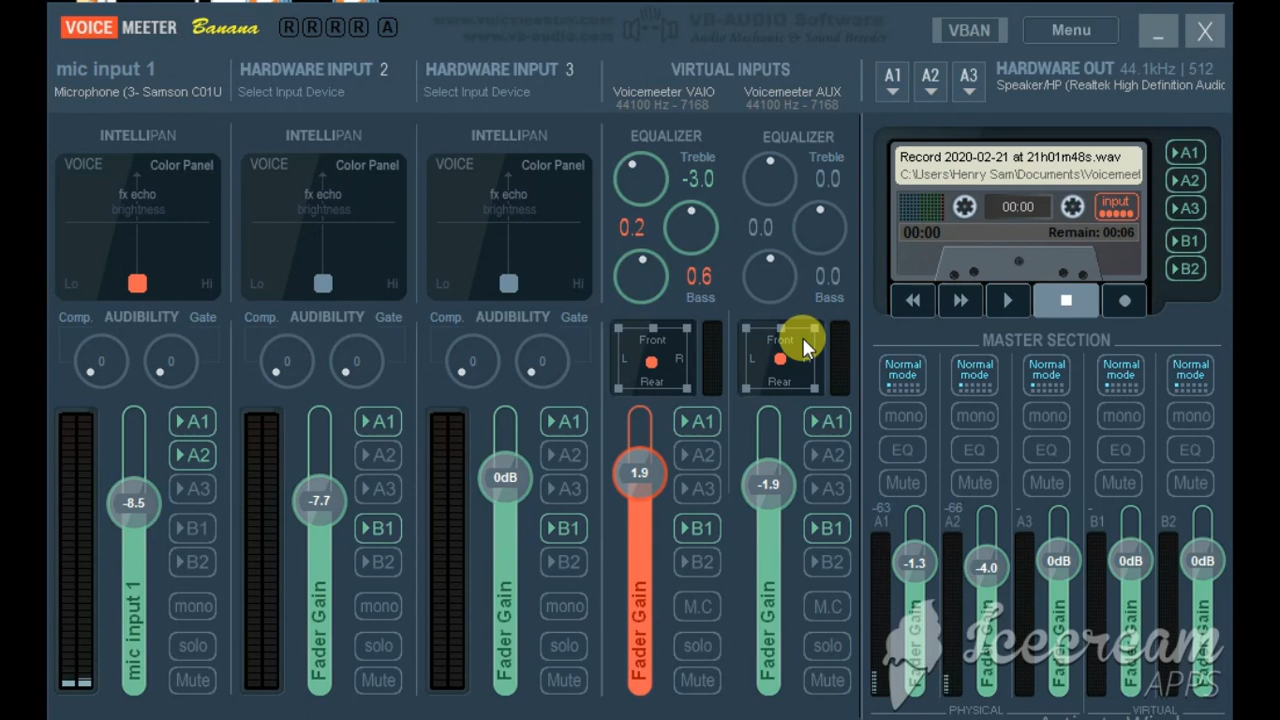 VOICE MEETER Banana R R R R A www.voicemeeter.com www.vb-audio.com VB-AUDIO Software Audio Mechanic & Sound Breeder VBAN Menu _ X
mic input 1
Microphone (3- Samson C01U
HARDWARE INPUT 2
Select Input Device
HARDWARE INPUT 3
Select Input Device
VIRTUAL INPUTS
Voicemeeter VAIO
44100 Hz - 7168
Voicemeeter AUX
44100 Hz - 7168
A1 A2 A3
HARDWARE OUT 44.1kHz | 512
Speaker/HP (Realtek High Definition Audic
INTELLIPAN
VOICE Color Panel
fx echo
brightness
Lo Hi
Comp. AUDIBILITY Gate
0 0
A1
A2
A3
B1
B2
mono
solo
Mute
-8.5
mic input 1
INTELLIPAN
VOICE Color Panel
fx echo
brightness
Lo Hi
Comp. AUDIBILITY Gate
0 0
A1
A2
A3
B1
B2
mono
solo
Mute
-7.7
Fader Gain
INTELLIPAN
VOICE Color Panel
fx echo
brightness
Lo Hi
Comp. AUDIBILITY Gate
0 0
A1
A2
A3
B1
B2
mono
solo
Mute
0dB
Fader Gain
EQUALIZER
Treble
-3.0
0.2
0.6
Bass
Front
L R
Rear
A1
A2
A3
B1
B2
M.C
solo
Mute
1.9
Fader Gain
EQUALIZER
Treble
0.0
0.0
0.0
Bass
Front
L
Rear
A1
A2
A3
B1
B2
M.C
solo
Mute
-1.9
Fader Gain
Record 2020-02-21 at 21h01m48s.wav
C:\Users\Henry Sam\Documents\Voicemeel
00:00 input
00:00 Remain: 00:06
A1
A2
A3
B1
B2
MASTER SECTION
Normal mode Normal mode Normal mode Normal mode Normal mode
mono mono mono mono mono
EQ EQ EQ EQ EQ
Mute Mute Mute Mute Mute
-63 -66 - - -
A1 A2 A3 B1 B2
-1.3 -4.0 0dB 0dB 0dB
Fader Gain Fader Gain Fader Gain Fader Gain
Icecream
APPS
PHYSICAL VIRTUAL